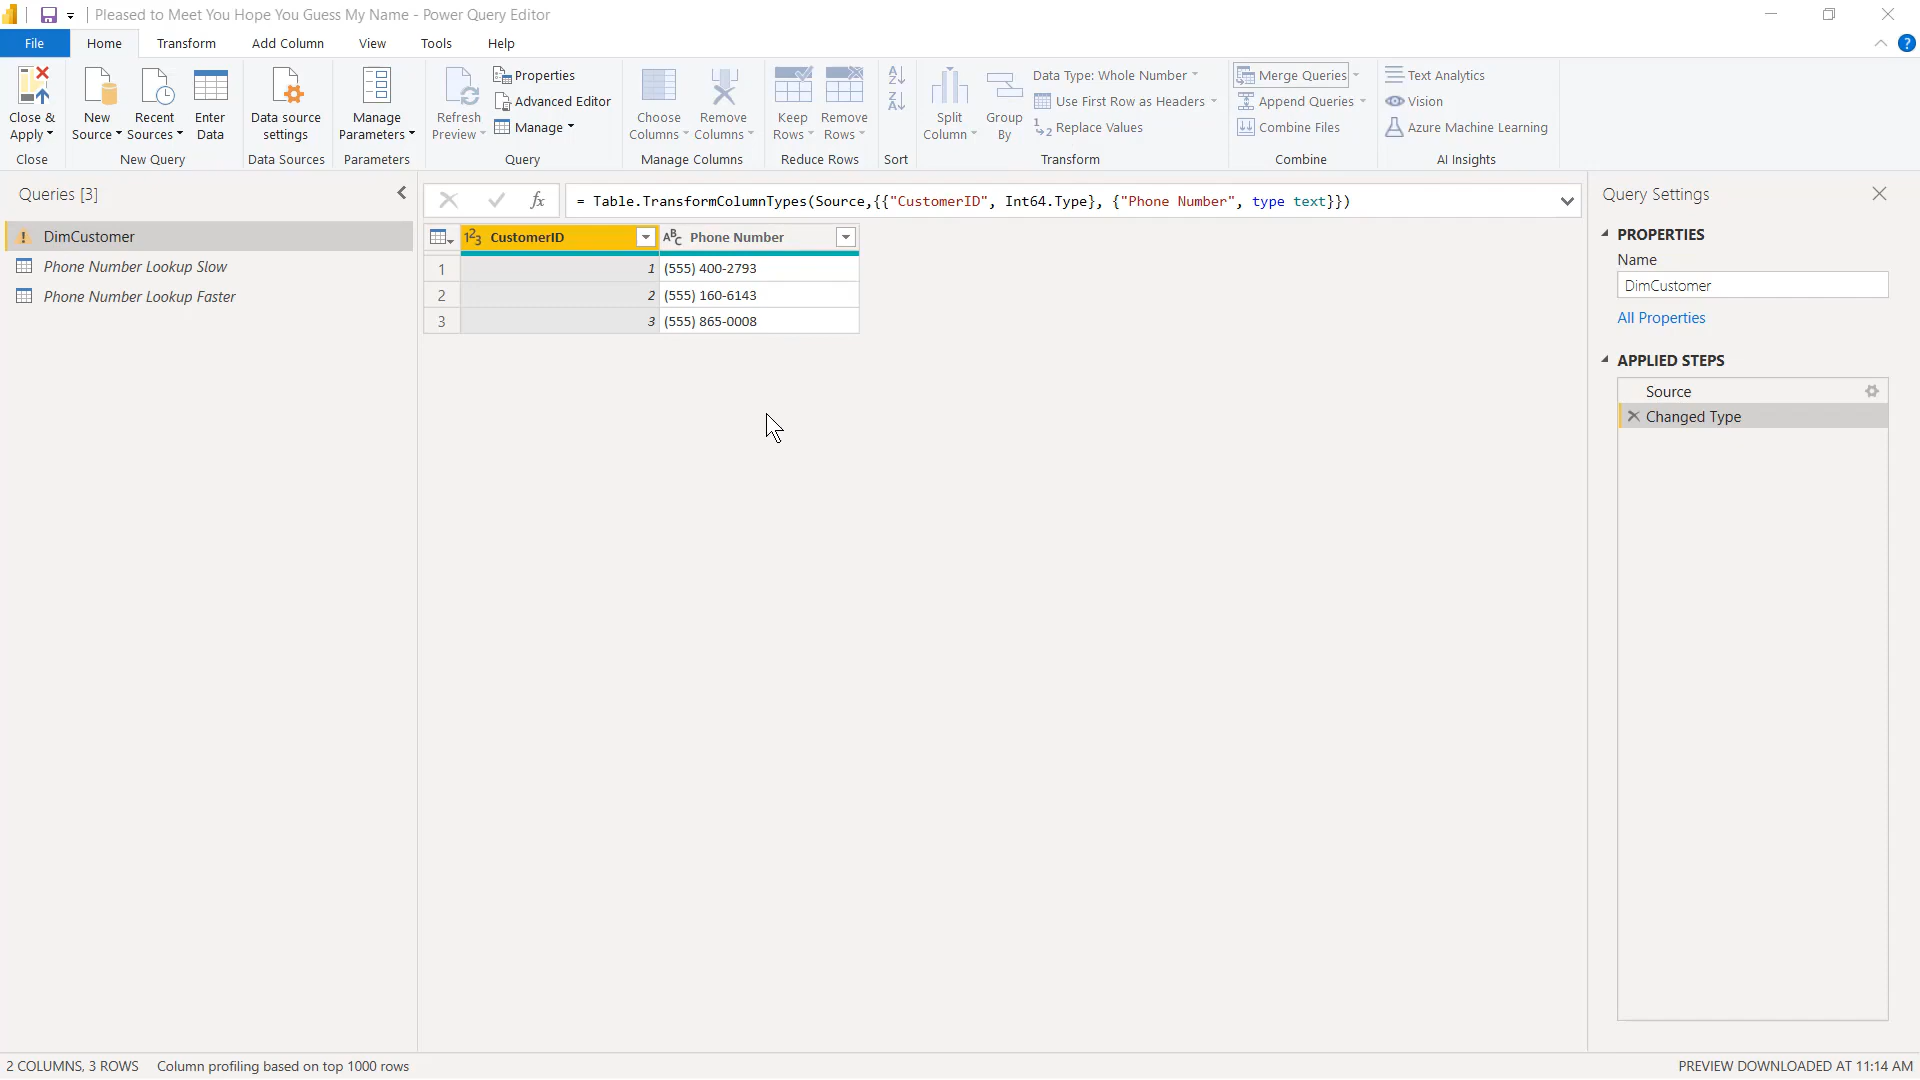 Pleased to Meet You Hope You Guess My Name - Power Query Editor
File Home Transform Add Column View Tools Help
?
Close & Apply
Close
New Source
Recent Sources
Enter Data
New Query
Data source settings
Data Sources
Manage Parameters
Parameters
Refresh Preview
Properties
Advanced Editor
Manage
Query
Choose Columns
Remove Columns
Manage Columns
Keep Rows
Remove Rows
Reduce Rows
Sort
Split Column
Group By
Data Type: Whole Number
Use First Row as Headers
Replace Values
Transform
Merge Queries
Append Queries
Combine Files
Combine
Text Analytics
Vision
Azure Machine Learning
AI Insights
Queries [3]
DimCustomer
Phone Number Lookup Slow
Phone Number Lookup Faster
fx = Table.TransformColumnTypes(Source,{{"CustomerID", Int64.Type}, {"Phone Number", type text}})
123 CustomerID ABC Phone Number
1 1 (555) 400-2793
2 2 (555) 160-6143
3 3 (555) 865-0008
Query Settings
PROPERTIES
Name
DimCustomer
All Properties
APPLIED STEPS
Source
Changed Type
2 COLUMNS, 3 ROWS Column profiling based on top 1000 rows
PREVIEW DOWNLOADED AT 11:14 AM